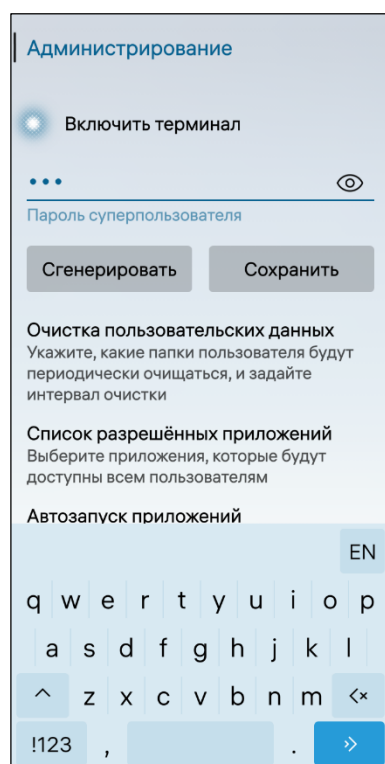 Администрирование
Включить терминал
•••
Пароль суперпользователя
Сгенерировать Сохранить
Очистка пользовательских данных
Укажите, какие папки пользователя будут
периодически очищаться, и задайте
интервал очистки
Список разрешённых приложений
Выберите приложения, которые будут
доступны всем пользователям
Автозапуск приложений
EN
q w e r t y u i o p
a s d f g h j k l
z x c v b n m
!123 , .